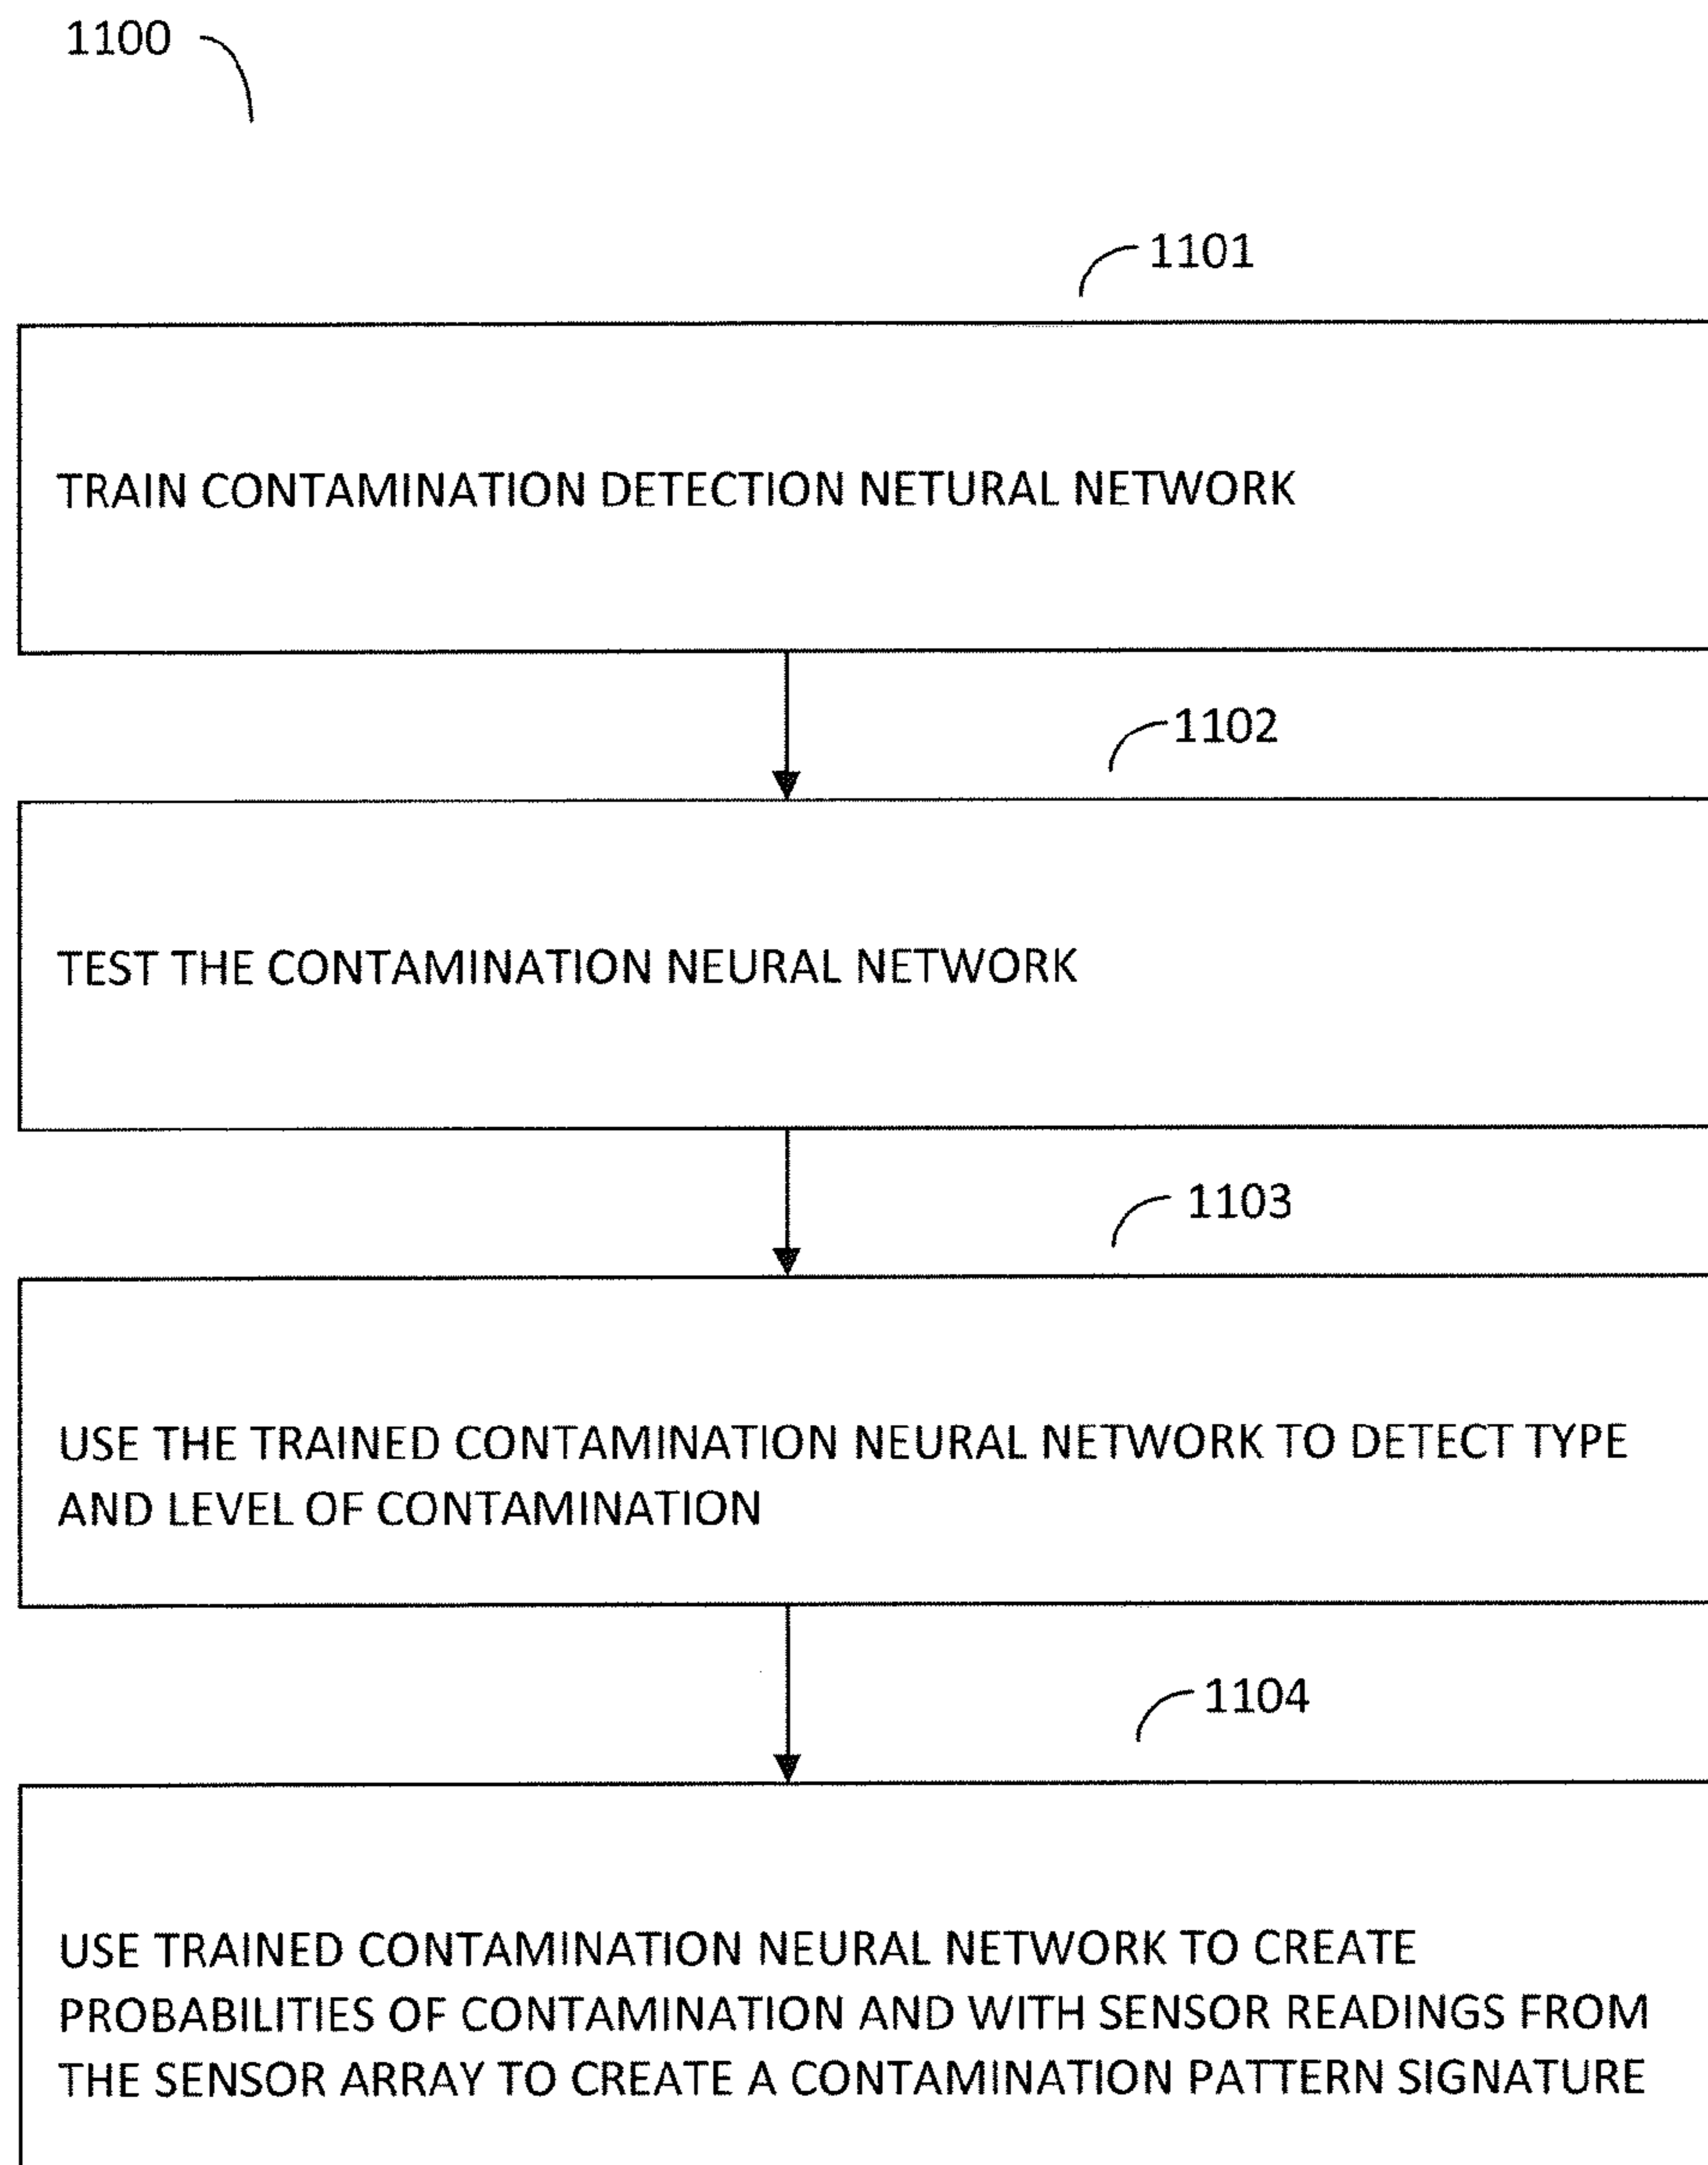 1100
1101
TRAIN CONTAMINATION DETECTION NETURAL NETWORK
1102
TEST THE CONTAMINATION NEURAL NETWORK
1103
USE THE TRAINED CONTAMINATION NEURAL NETWORK TO DETECT TYPE
AND LEVEL OF CONTAMINATION
1104
USE TRAINED CONTAMINATION NEURAL NETWORK TO CREATE
PROBABILITIES OF CONTAMINATION AND WITH SENSOR READINGS FROM
THE SENSOR ARRAY TO CREATE A CONTAMINATION PATTERN SIGNATURE